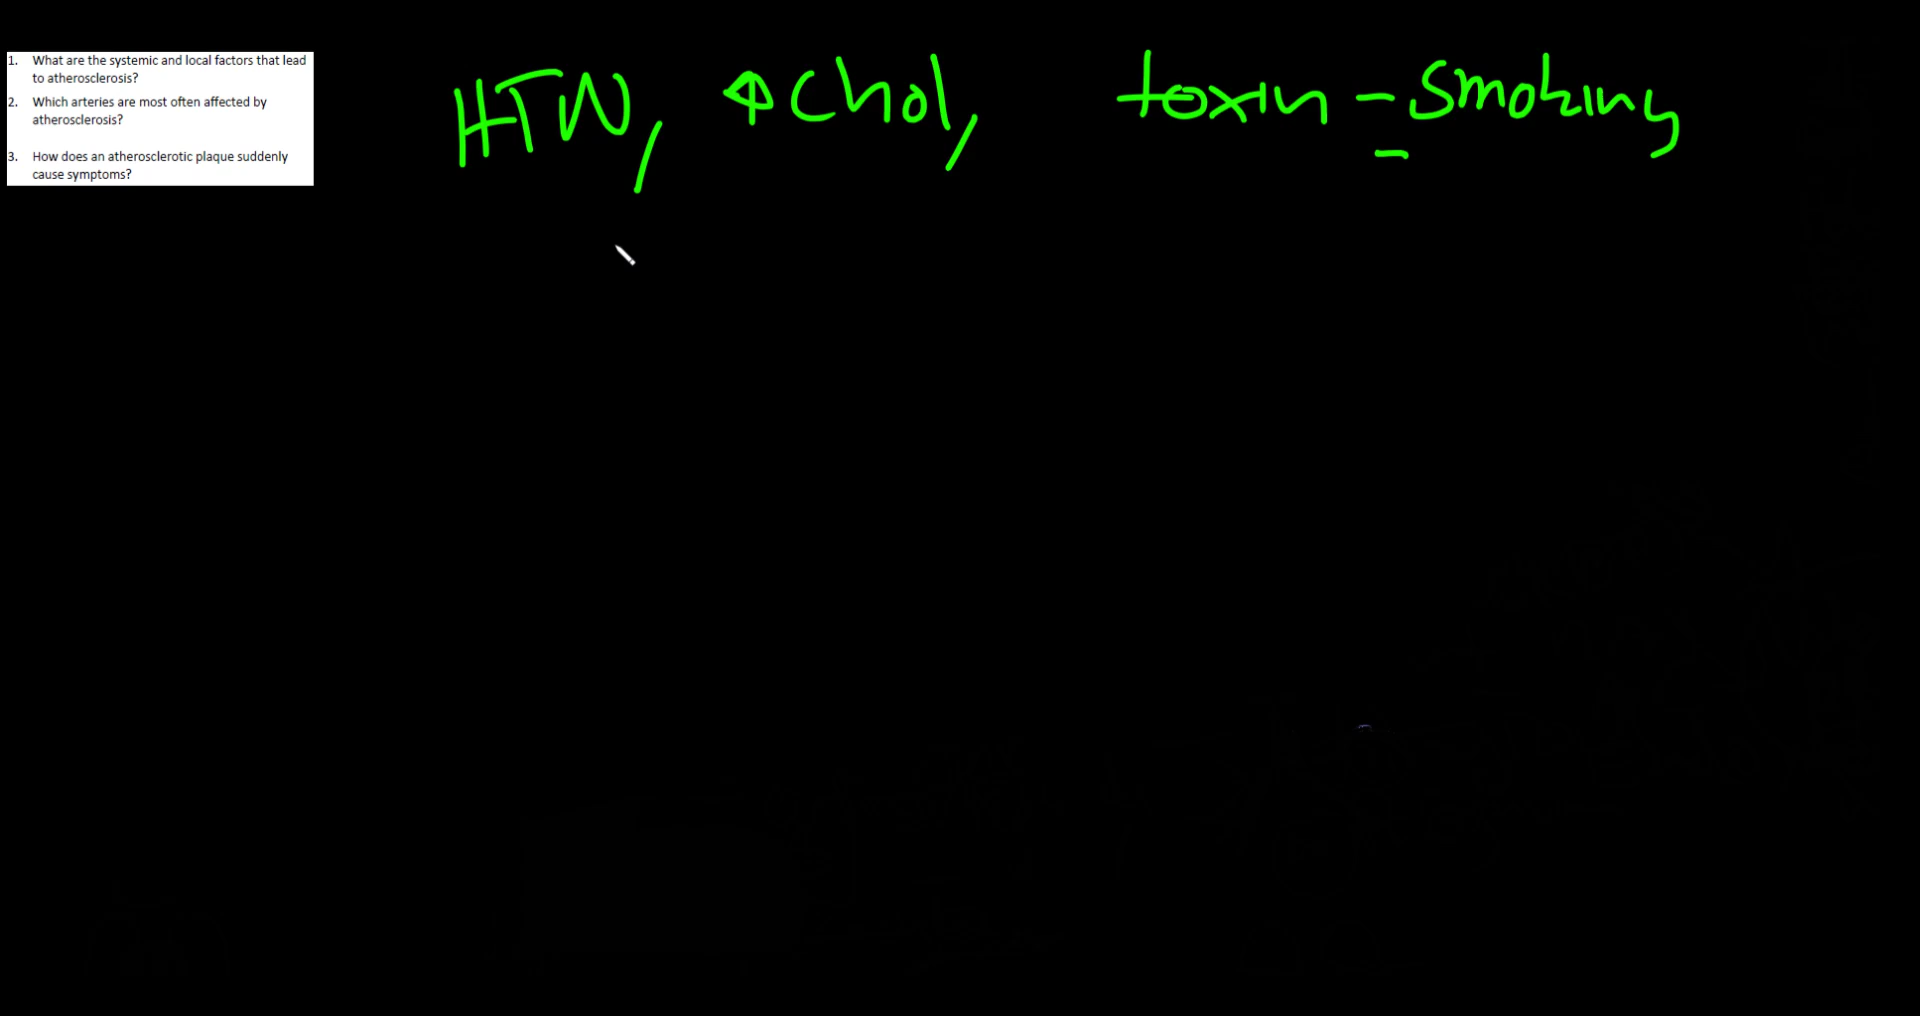 1. What are the systemic and local factors that lead
to atherosclerosis?
2. Which arteries are most often affected by
atherosclerosis?
3. How does an atherosclerotic plaque suddenly
cause symptoms?
HTN, ↑Chol, toxin - Smoking